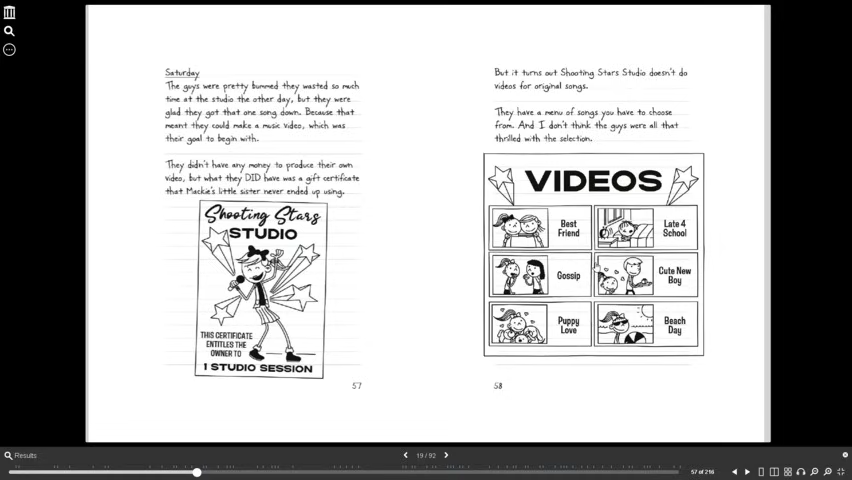 Saturday
The guys were pretty bummed they wasted so much
time at the studio the other day, but they were
glad they got that one song down. Because that
meant they could make a music video, which was
their goal to begin with.
They didn't have any money to produce their own
video, but what they DID have was a gift certificate
that Mackie's little sister never ended up using.
Shooting Stars
STUDIO
THIS CERTIFICATE
ENTITLES THE
OWNER TO
1 STUDIO SESSION
57
But it turns out Shooting Stars Studio doesn't do
videos for original songs.
They have a menu of songs you have to choose
from. And I don't think the guys were all that
thrilled with the selection.
VIDEOS
Best
Friend
Late 4
School
Gossip
Cute New
Boy
Puppy
Love
Beach
Day
58
Results
19 / 92
57 of 216